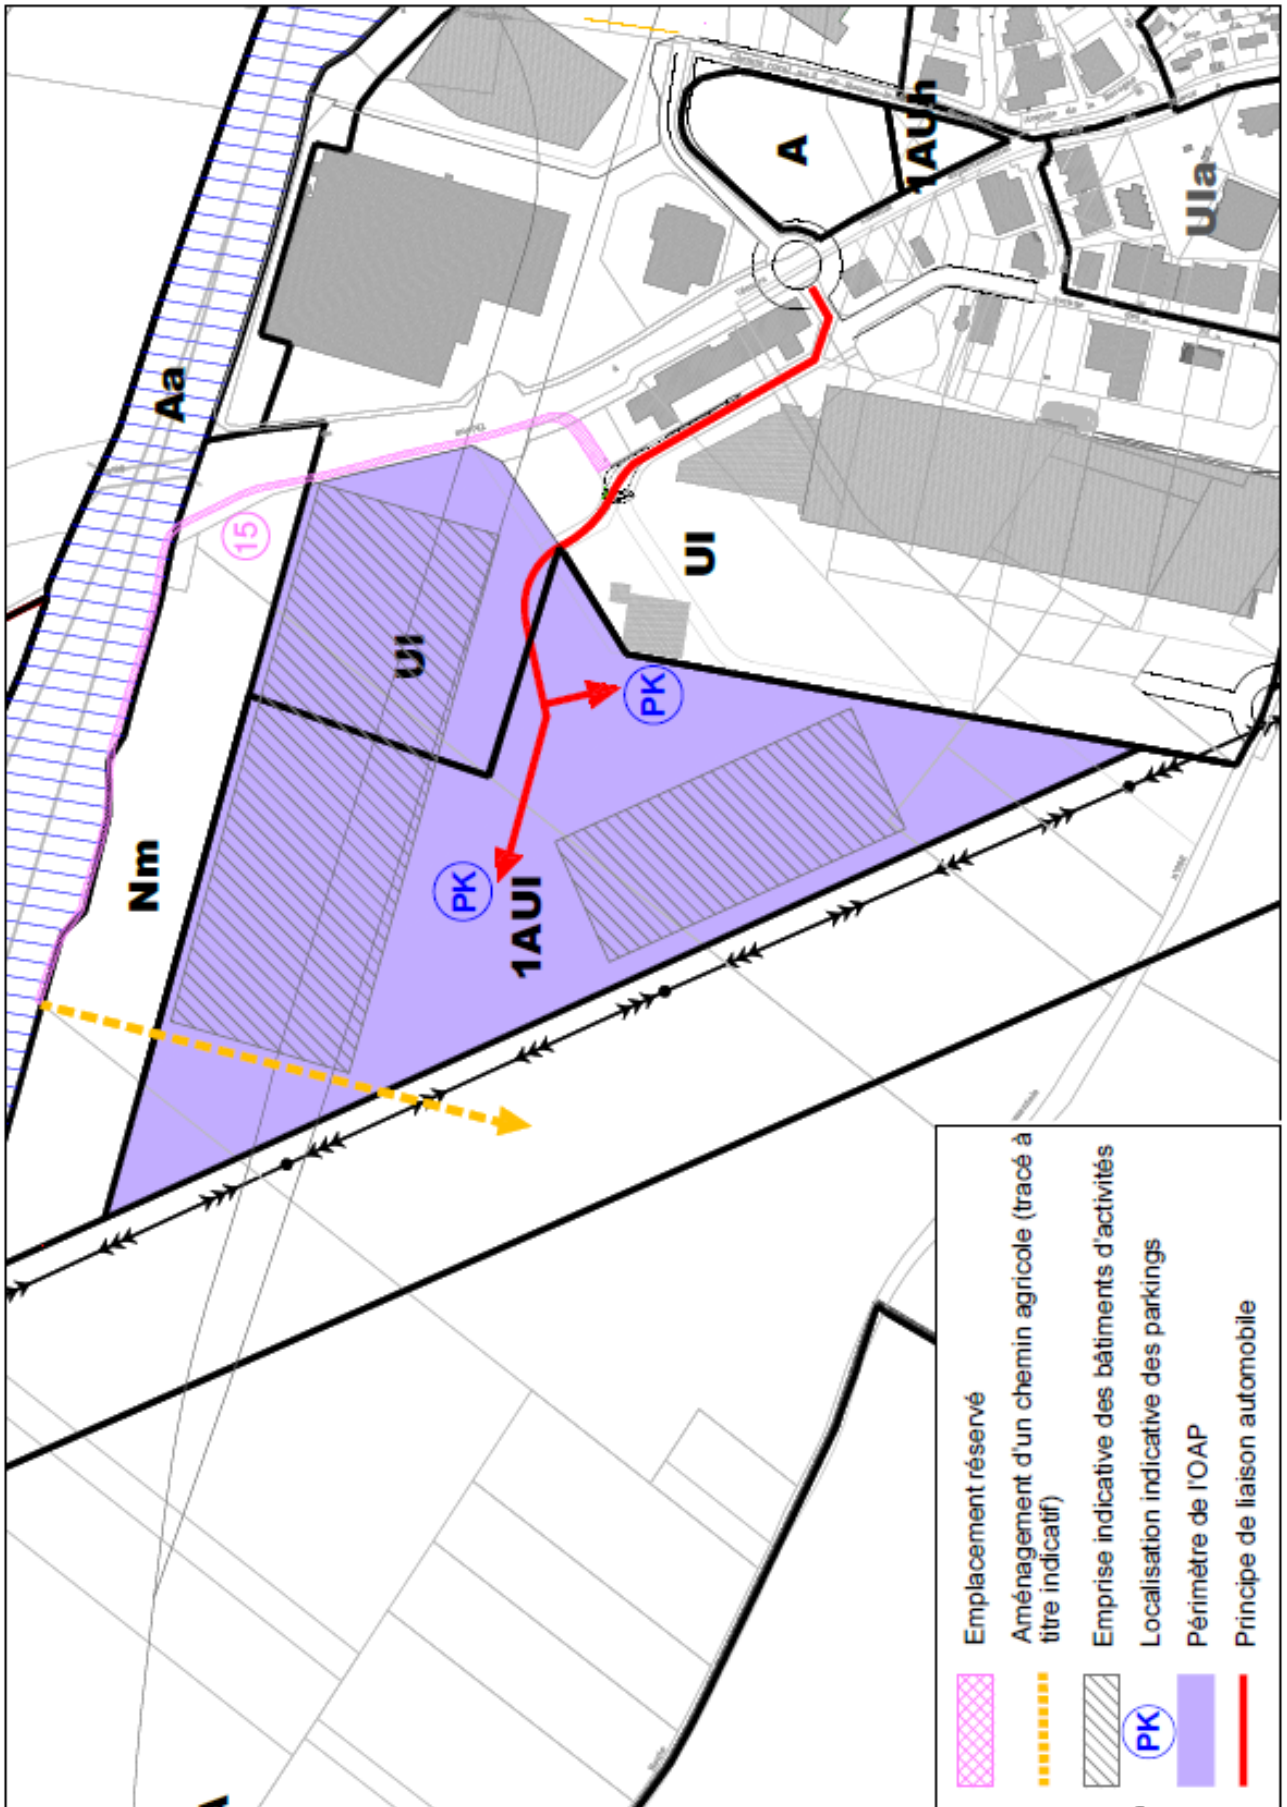 A
1AUh
UIa
Aa
15
UI
UI
PK
Nm
PK
1AUI
Emplacement réservé
Aménagement d'un chemin agricole (tracé à
titre indicatif)
Emprise indicative des bâtiments d'activités
PK
Localisation indicative des parkings
Périmètre de l'OAP
Principe de liaison automobile